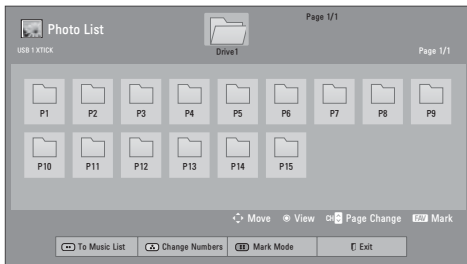 Page 1/1
Photo List
USB 1 XTICK
Drive1
Page 1/1
P1 P2 P3 P4 P5 P6 P7 P8 P9
P10 P11 P12 P13 P14 P15
Move View CH Page Change FAV Mark
To Music List Change Numbers Mark Mode Exit